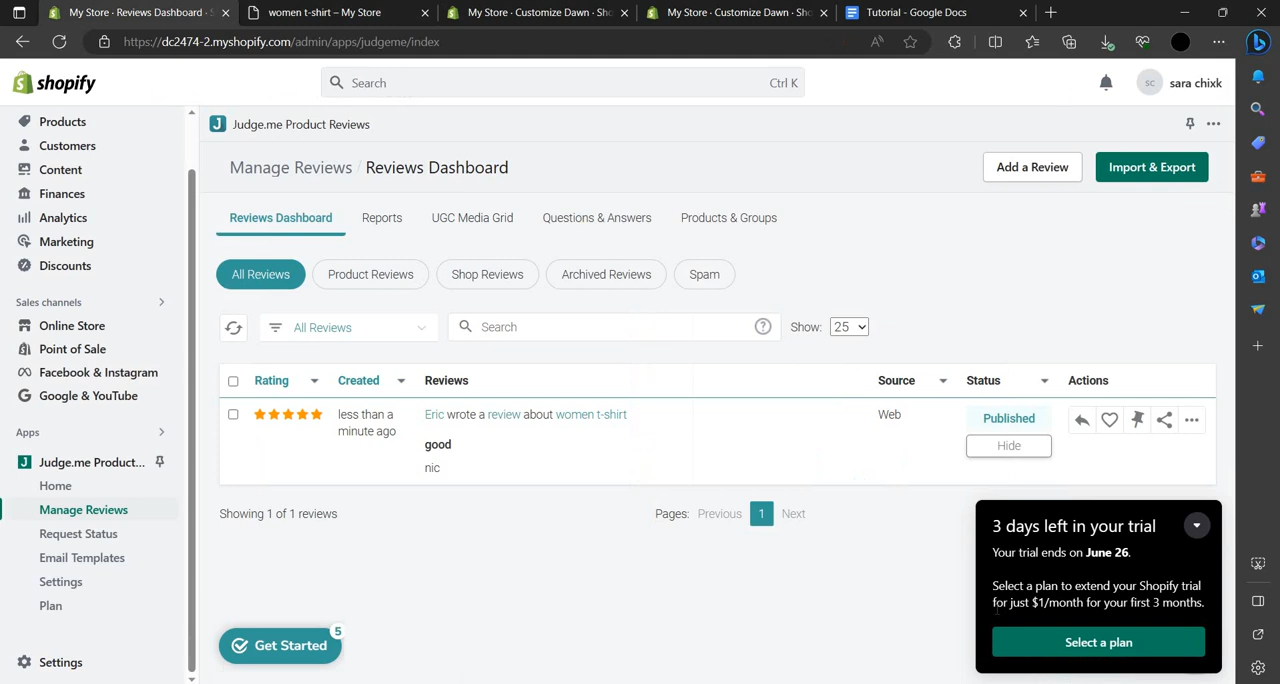 My Store - Reviews Dashboard · S
women t-shirt – My Store
My Store · Customize Dawn · Sho
My Store · Customize Dawn · Sho
Tutorial - Google Docs
https://dc2474-2.myshopify.com/admin/apps/judgeme/index
shopify
Search
Ctrl K
SC
sara chixk
Products
Customers
Content
Finances
Analytics
Marketing
Discounts
Sales channels
Online Store
Point of Sale
Facebook & Instagram
Google & YouTube
Apps
Judge.me Product...
Home
Manage Reviews
Request Status
Email Templates
Settings
Plan
Settings
J Judge.me Product Reviews
Manage Reviews / Reviews Dashboard
Add a Review
Import & Export
Reviews Dashboard
Reports
UGC Media Grid
Questions & Answers
Products & Groups
All Reviews
Product Reviews
Shop Reviews
Archived Reviews
Spam
All Reviews
Search
Show: 25
Rating
Created
Reviews
Source
Status
Actions
less than a
minute ago
Eric wrote a review about women t-shirt
good
nic
Web
Published
Hide
Showing 1 of 1 reviews
Pages: Previous 1 Next
Get Started
5
3 days left in your trial
Your trial ends on June 26.
Select a plan to extend your Shopify trial
for just $1/month for your first 3 months.
Select a plan